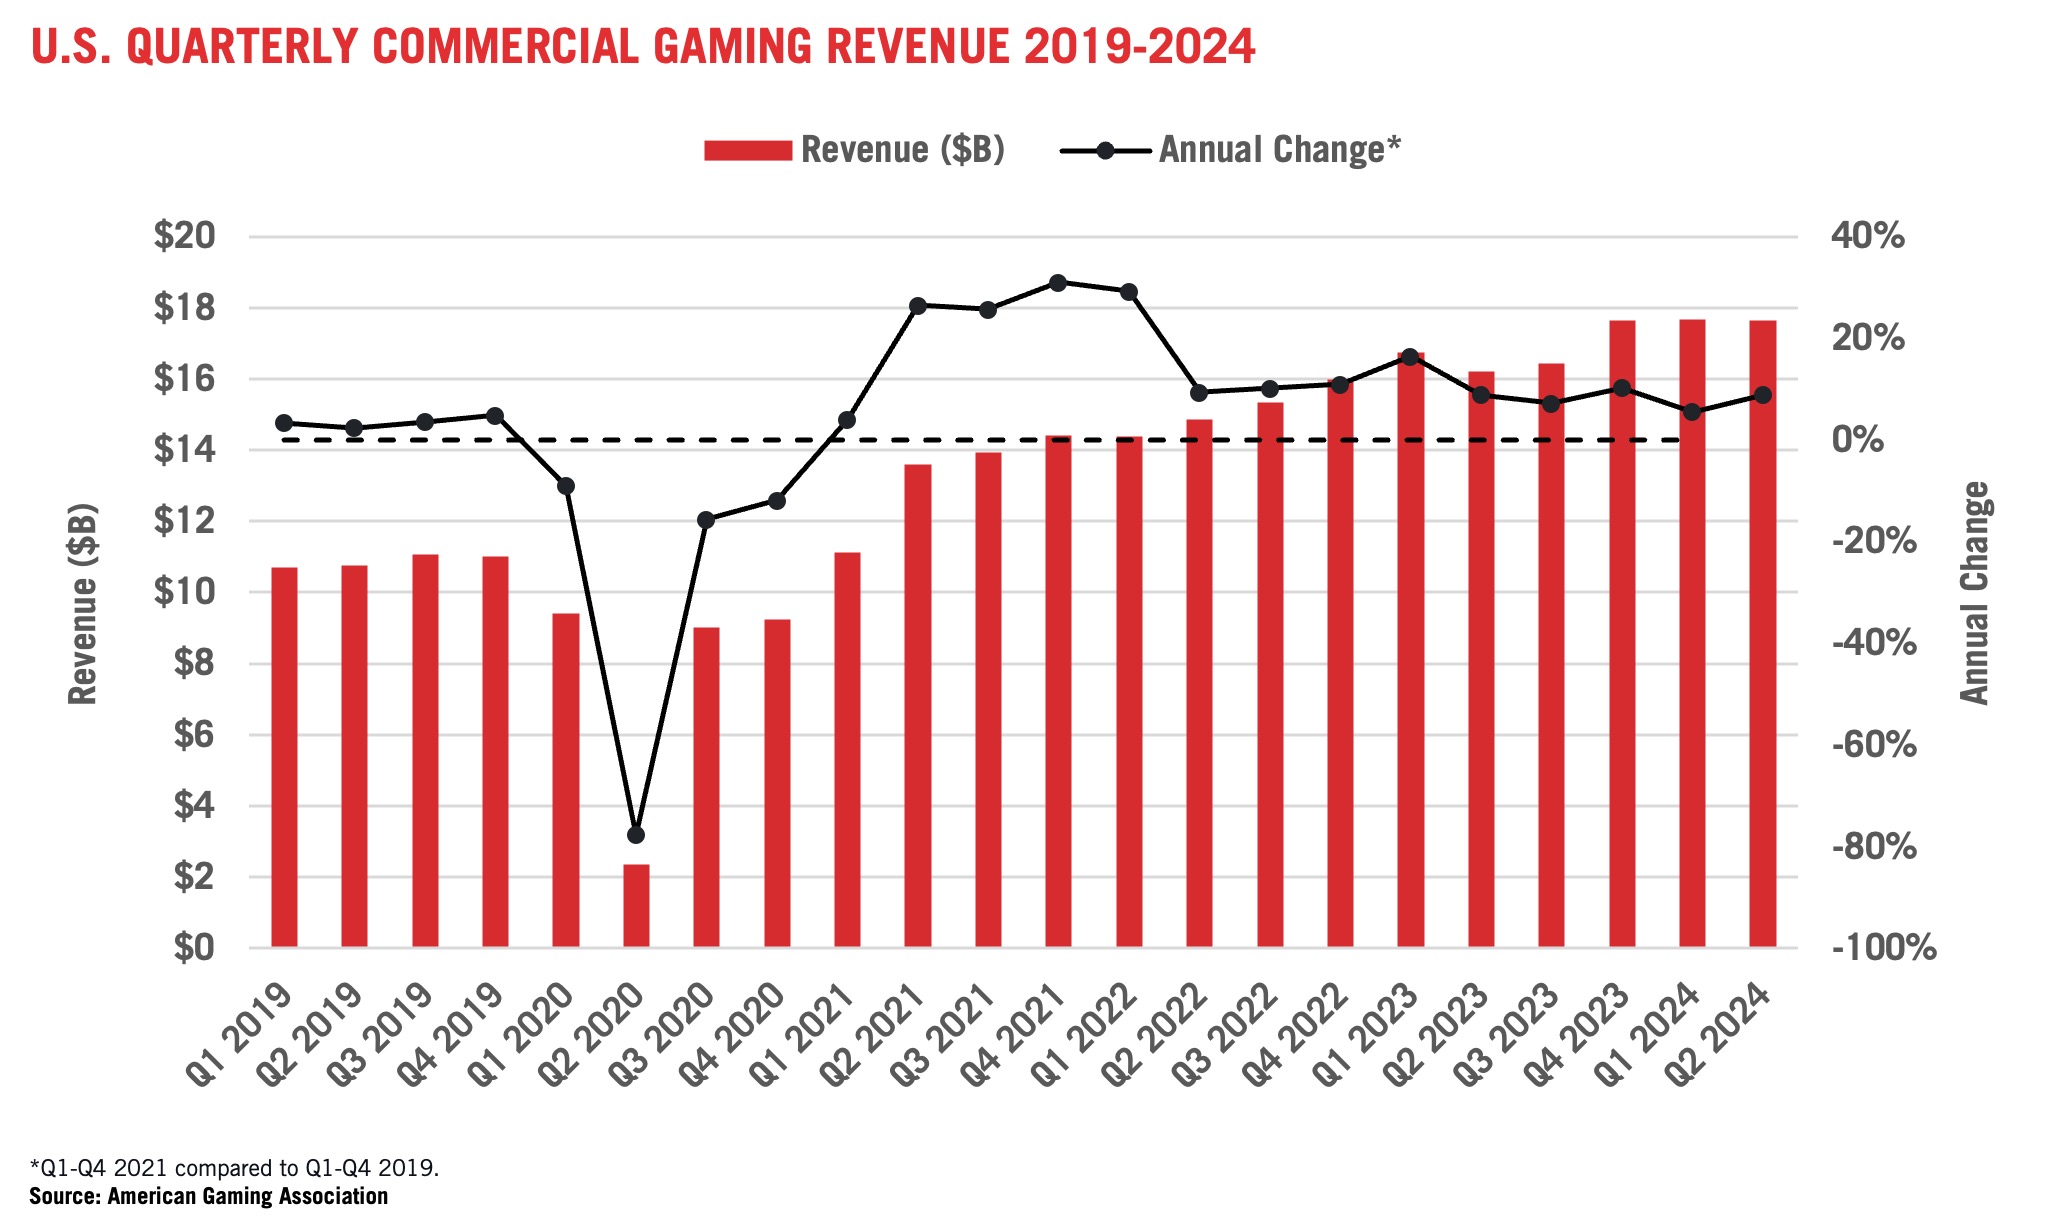 U.S. QUARTERLY COMMERCIAL GAMING REVENUE 2019-2024
Revenue ($B)
Annual Change*
$20
$18
$16
$14
$12
$10
$8
$6
$4
$2
$0
Revenue ($B)
40%
20%
0%
-20%
-40%
-60%
-80%
-100%
Annual Change
Q1 2019
Q2 2019
Q3 2019
Q4 2019
Q1 2020
Q2 2020
Q3 2020
Q4 2020
Q1 2021
Q2 2021
Q3 2021
Q4 2021
Q1 2022
Q2 2022
Q3 2022
Q4 2022
Q1 2023
Q2 2023
Q3 2023
Q4 2023
Q1 2024
Q2 2024
*Q1-Q4 2021 compared to Q1-Q4 2019.
Source: American Gaming Association